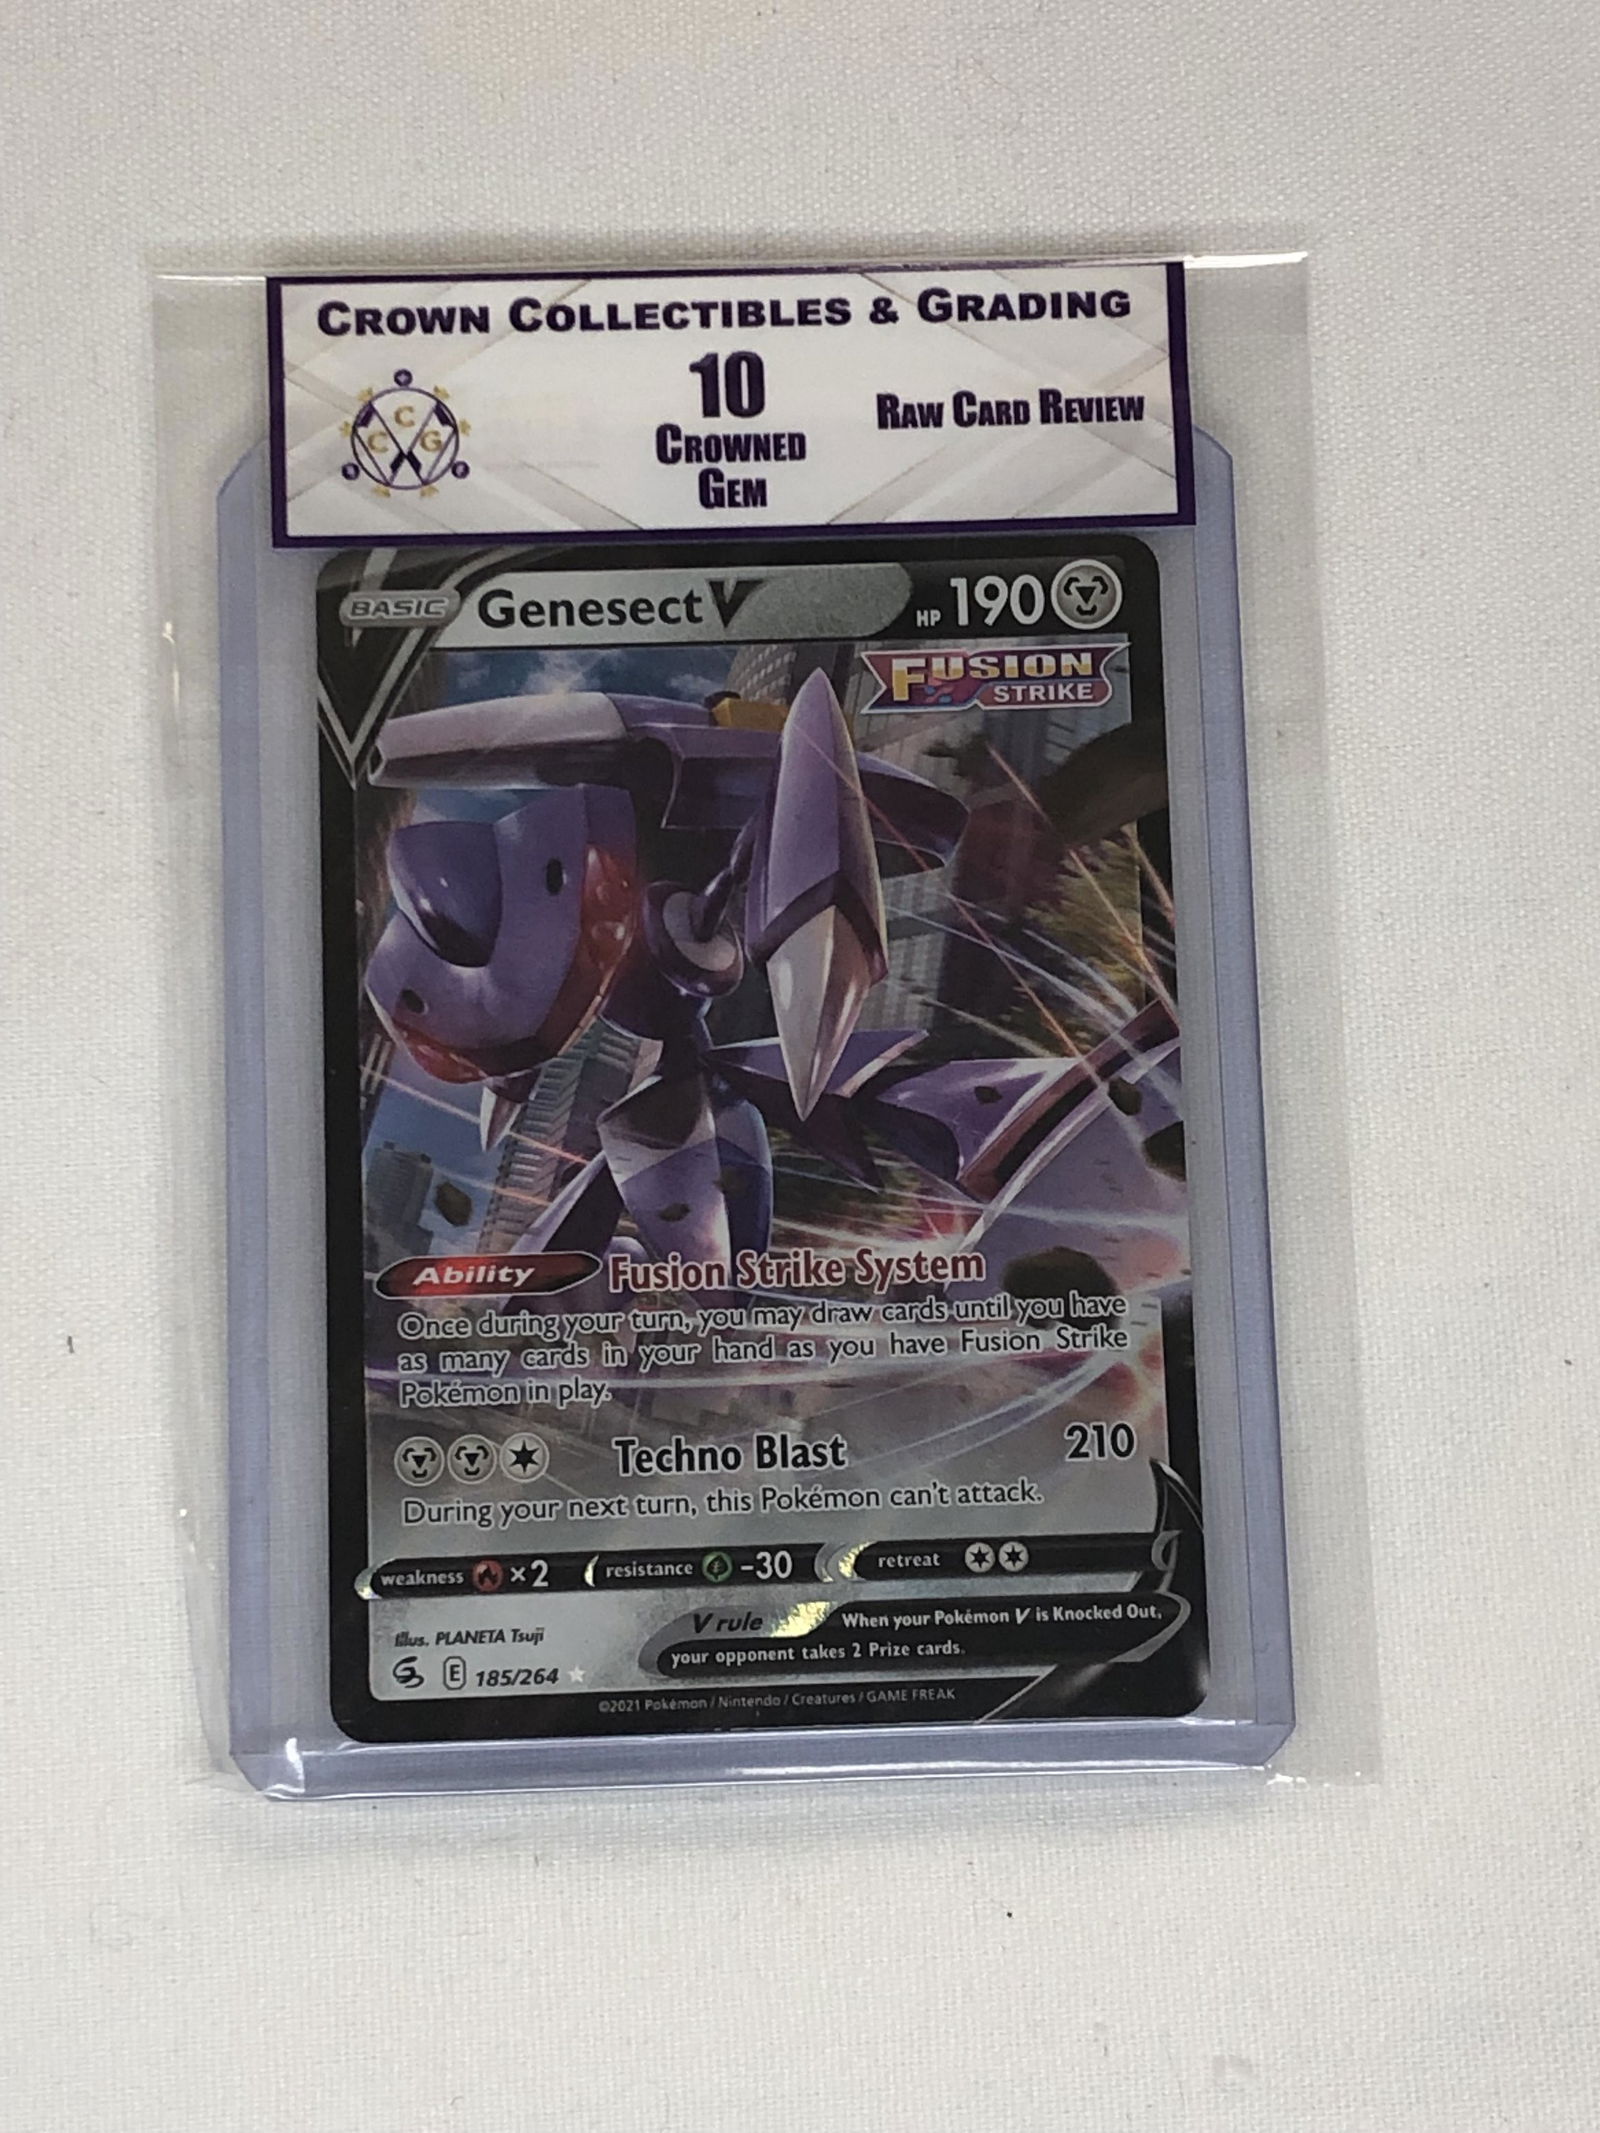 CROWN COLLECTIBLES & GRADING
C
C G
10
CROWNED
GEM
RAW CARD REVIEW
BASIC Genesect V HP 190
FUSION
STRIKE
Ability Fusion Strike System
Once during your turn, you may draw cards until you have
as many cards in your hand as you have Fusion Strike
Pokémon in play.
Techno Blast 210
During your next turn, this Pokémon can't attack.
weakness ×2 resistance -30 retreat
V rule When your Pokémon V is Knocked Out,
your opponent takes 2 Prize cards.
Illus. PLANETA Tsuji
E 185/264
©2021 Pokémon / Nintendo / Creatures / GAME FREAK